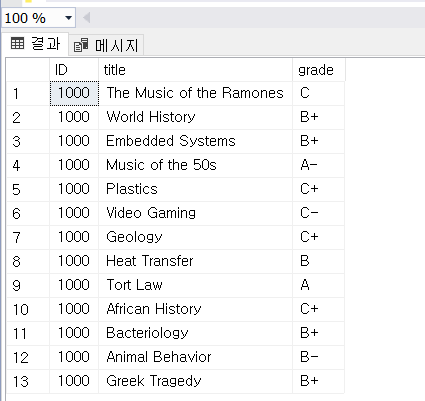 100 %
결과 메시지
ID title grade
1 1000 The Music of the Ramones C
2 1000 World History B+
3 1000 Embedded Systems B+
4 1000 Music of the 50s A-
5 1000 Plastics C+
6 1000 Video Gaming C-
7 1000 Geology C+
8 1000 Heat Transfer B
9 1000 Tort Law A
10 1000 African History C+
11 1000 Bacteriology B+
12 1000 Animal Behavior B-
13 1000 Greek Tragedy B+